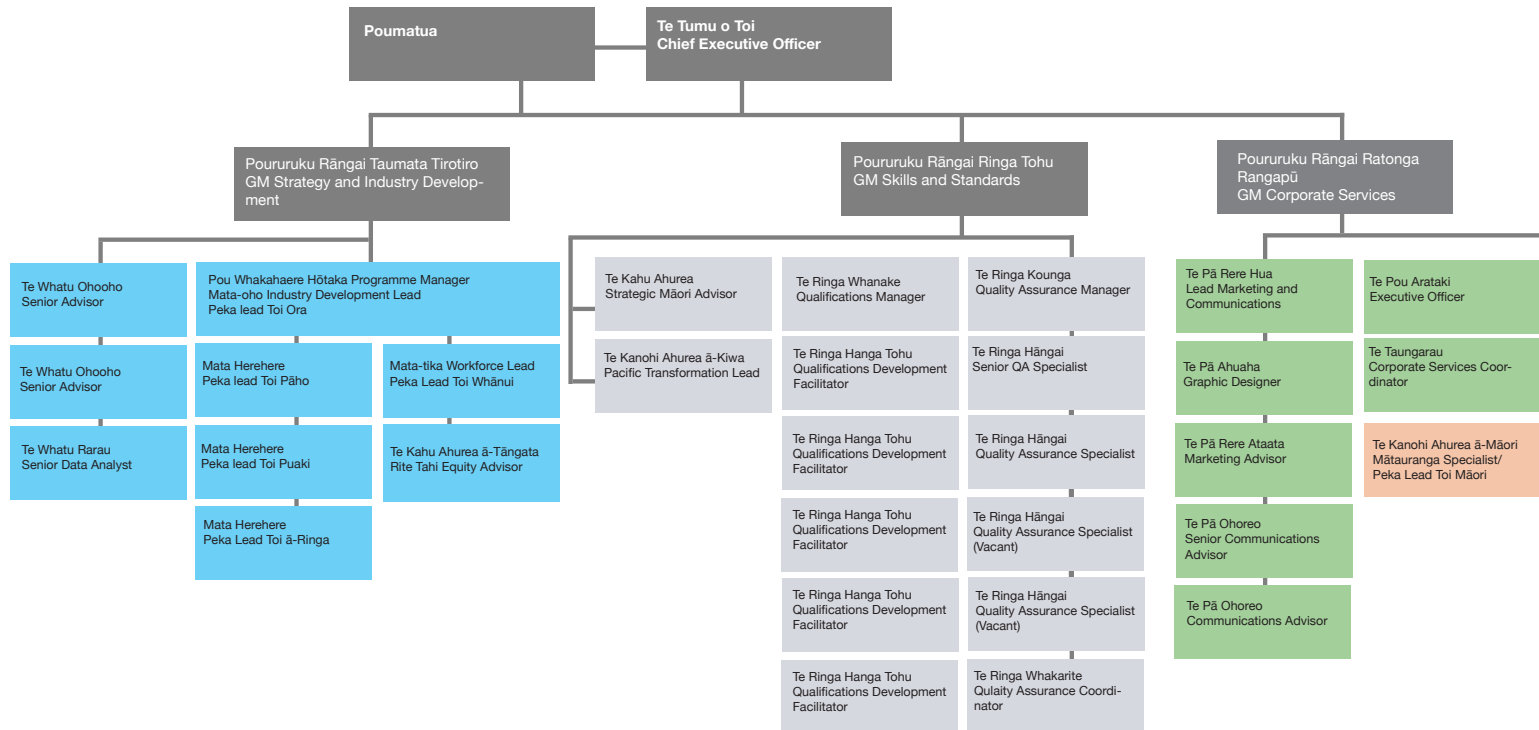 Poumatua
Te Tumu o Toi
Chief Executive Officer
Poururuku Rāngai Taumata Tirotiro
GM Strategy and Industry Develop-
ment
Poururuku Rāngai Ringa Tohu
GM Skills and Standards
Poururuku Rāngai Ratonga
Rangapū
GM Corporate Services
Te Whatu Ohooho
Senior Advisor
Te Whatu Ohooho
Senior Advisor
Te Whatu Rarau
Senior Data Analyst
Pou Whakahaere Hōtaka Programme Manager
Mata-oho Industry Development Lead
Peka lead Toi Ora
Mata Herehere
Peka lead Toi Pāho
Mata Herehere
Peka lead Toi Puaki
Mata Herehere
Peka Lead Toi ā-Ringa
Mata-tika Workforce Lead
Peka Lead Toi Whānui
Te Kahu Ahurea ā-Tāngata
Rite Tahi Equity Advisor
Te Kahu Ahurea
Strategic Māori Advisor
Te Kanohi Ahurea ā-Kiwa
Pacific Transformation Lead
Te Ringa Whanake
Qualifications Manager
Te Ringa Hanga Tohu
Qualifications Development
Facilitator
Te Ringa Hanga Tohu
Qualifications Development
Facilitator
Te Ringa Hanga Tohu
Qualifications Development
Facilitator
Te Ringa Hanga Tohu
Qualifications Development
Facilitator
Te Ringa Hanga Tohu
Qualifications Development
Facilitator
Te Ringa Kounga
Quality Assurance Manager
Te Ringa Hāngai
Senior QA Specialist
Te Ringa Hāngai
Quality Assurance Specialist
Te Ringa Hāngai
Quality Assurance Specialist
(Vacant)
Te Ringa Hāngai
Quality Assurance Specialist
(Vacant)
Te Ringa Whakarite
Qulaity Assurance Coordi-
nator
Te Pā Rere Hua
Lead Marketing and
Communications
Te Pā Ahuaha
Graphic Designer
Te Pā Rere Ataata
Marketing Advisor
Te Pā Ohoreo
Senior Communications
Advisor
Te Pā Ohoreo
Communications Advisor
Te Pou Arataki
Executive Officer
Te Taungarau
Corporate Services Coor-
dinator
Te Kanohi Ahurea ā-Māori
Mātauranga Specialist/
Peka Lead Toi Māori